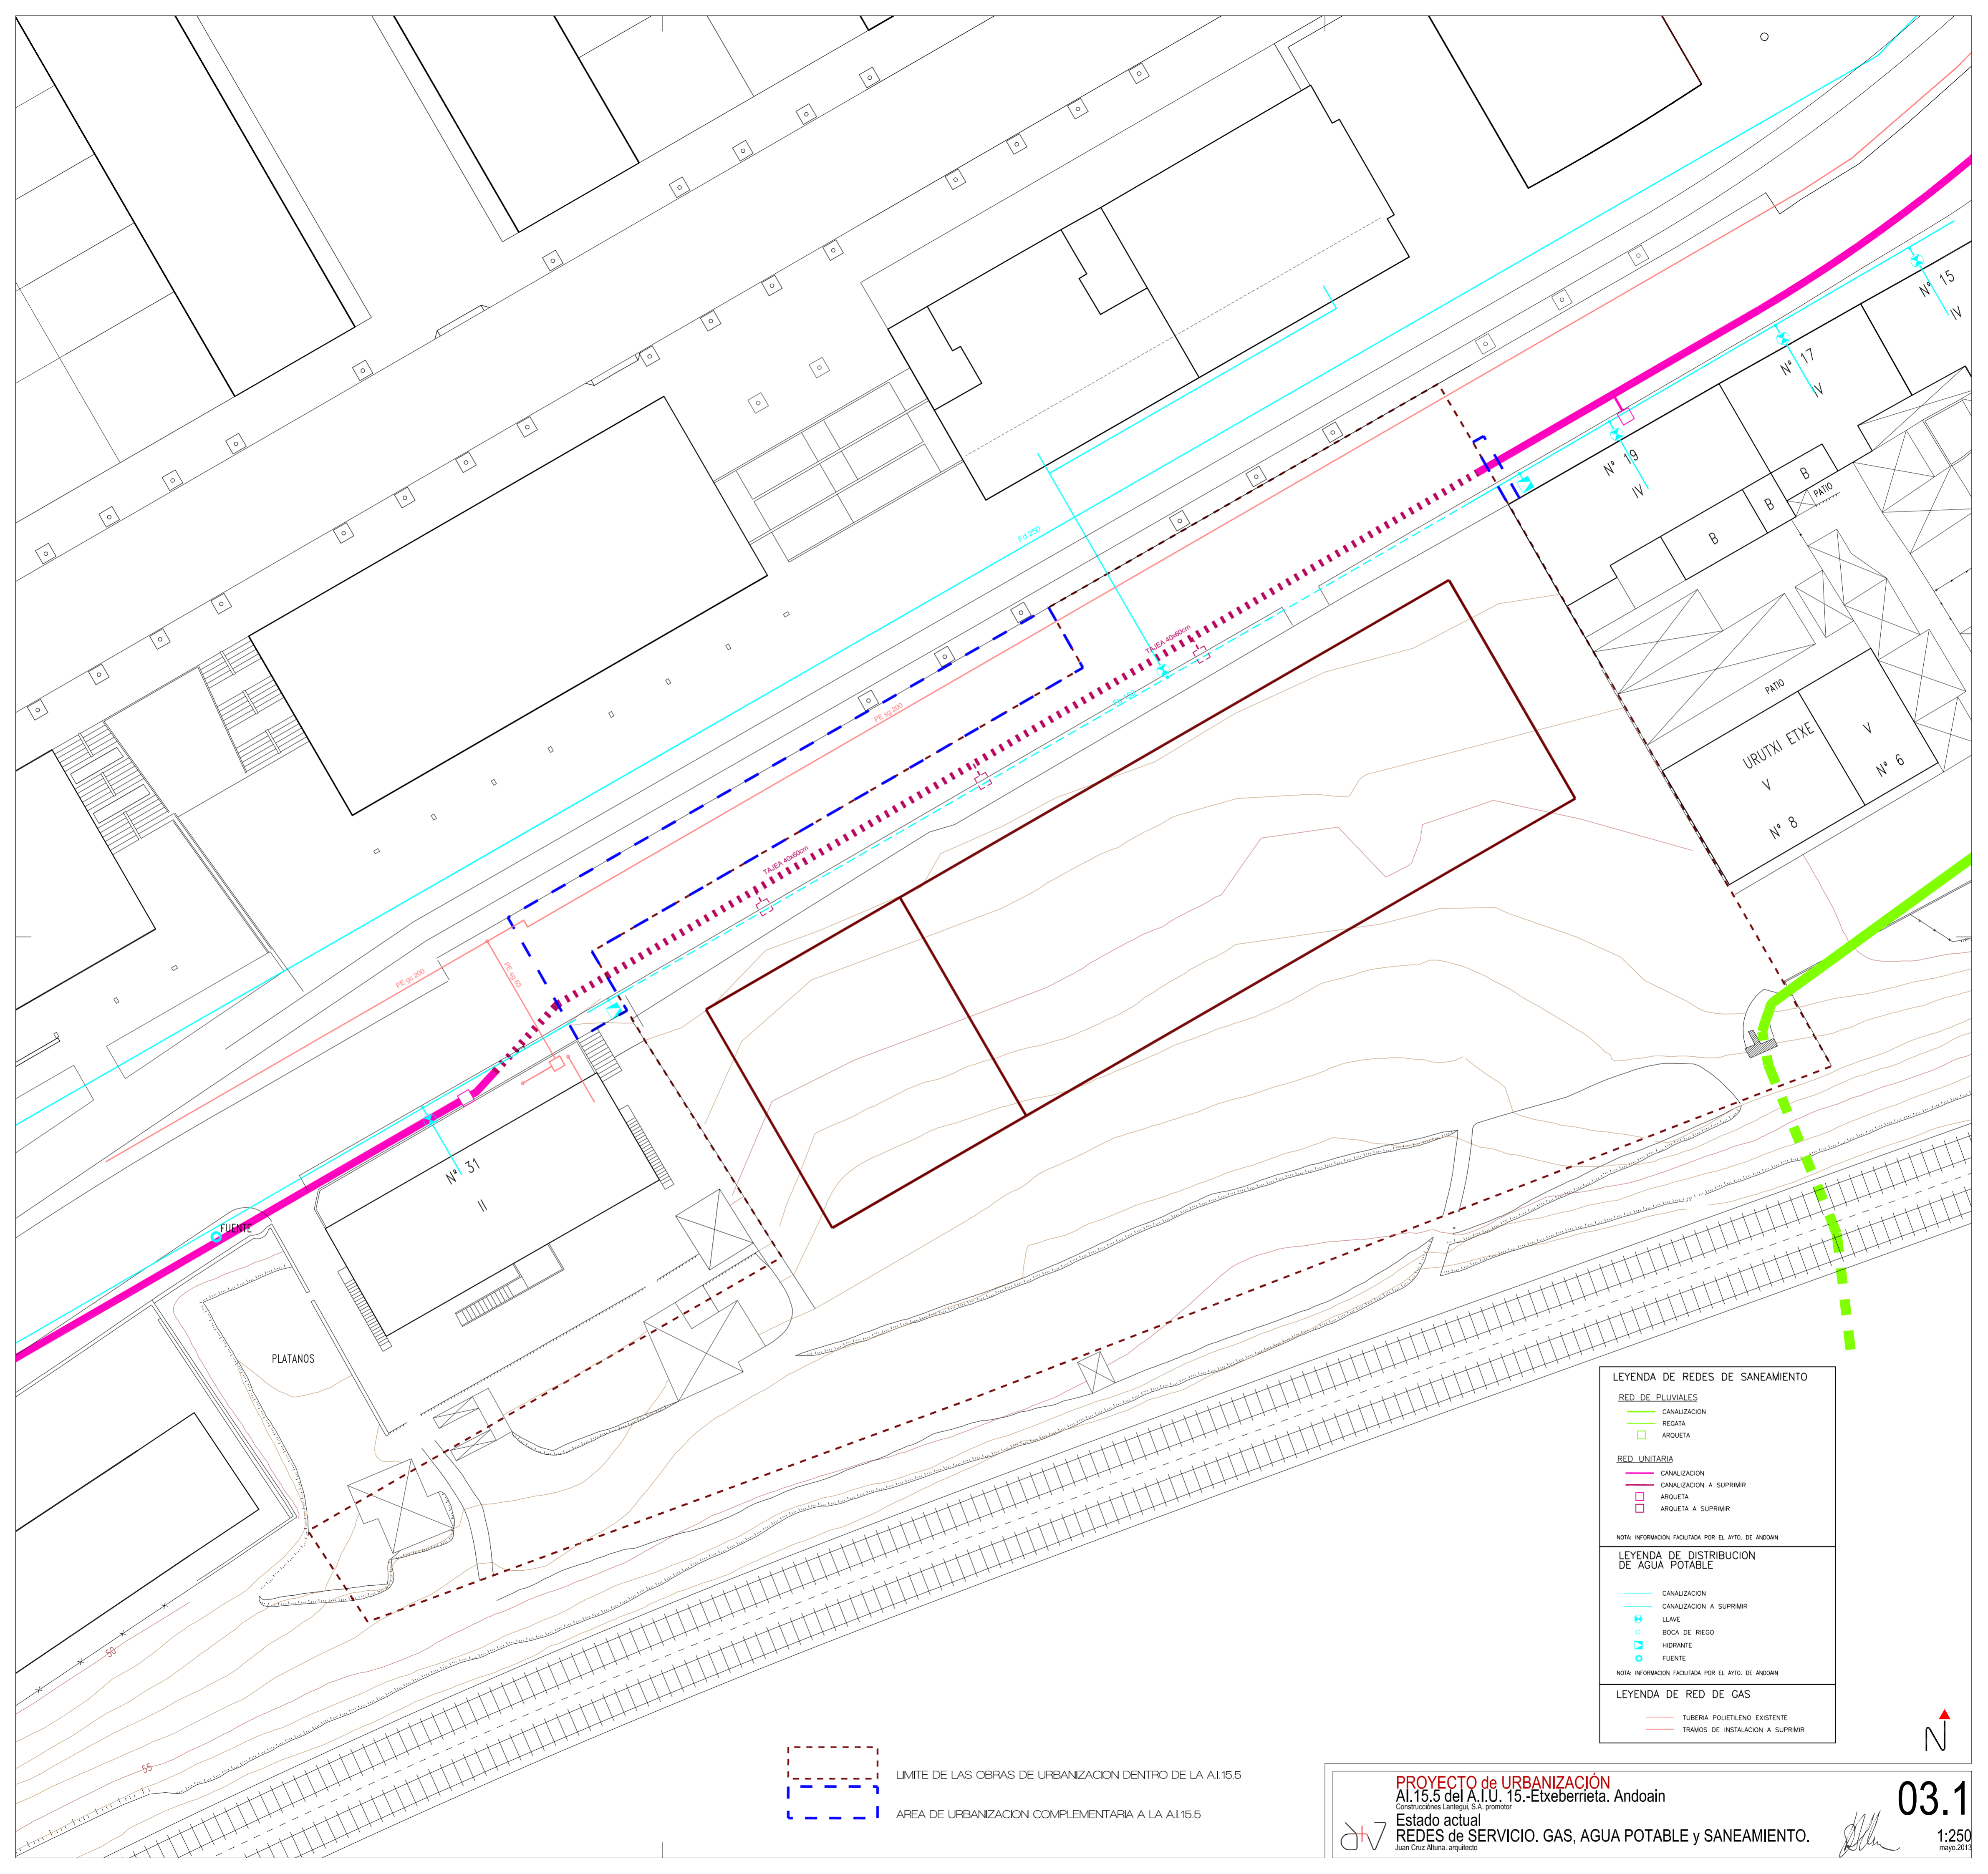 Nº 15
IV
Nº 17
IV
Nº 19
IV
B
B
B
PATIO
Fd 250
TAJEA 40x60cm
PE sg 200
PATIO
URUTXI ETXE
V
Nº 8
V
Nº 6
TAJEA 40x60cm
PE gc 200
PE sg 63
Nº 31
II
FUENTE
PLATANOS
50
55
LEYENDA DE REDES DE SANEAMIENTO
RED DE PLUVIALES
CANALIZACION
REGATA
ARQUETA
RED UNITARIA
CANALIZACION
CANALIZACION A SUPRIMIR
ARQUETA
ARQUETA A SUPRIMIR
NOTA: INFORMACION FACILITADA POR EL AYTO. DE ANDOAIN
LEYENDA DE DISTRIBUCION
DE AGUA POTABLE
CANALIZACION
CANALIZACION A SUPRIMIR
LLAVE
BOCA DE RIEGO
HIDRANTE
FUENTE
NOTA: INFORMACION FACILITADA POR EL AYTO. DE ANDOAIN
LEYENDA DE RED DE GAS
TUBERIA POLIETILENO EXISTENTE
TRAMOS DE INSTALACION A SUPRIMIR
N
LIMITE DE LAS OBRAS DE URBANIZACION DENTRO DE LA A.I.15.5
AREA DE URBANIZACION COMPLEMENTARIA A LA A.I.15.5
PROYECTO de URBANIZACIÓN
AI.15.5 del A.I.U. 15.-Etxeberrieta. Andoain
Construcciones Lantegui, S.A. promotor
Estado actual
REDES de SERVICIO. GAS, AGUA POTABLE y SANEAMIENTO.
Juan Cruz Altuna. arquitecto
03.1
1:250
mayo.2013